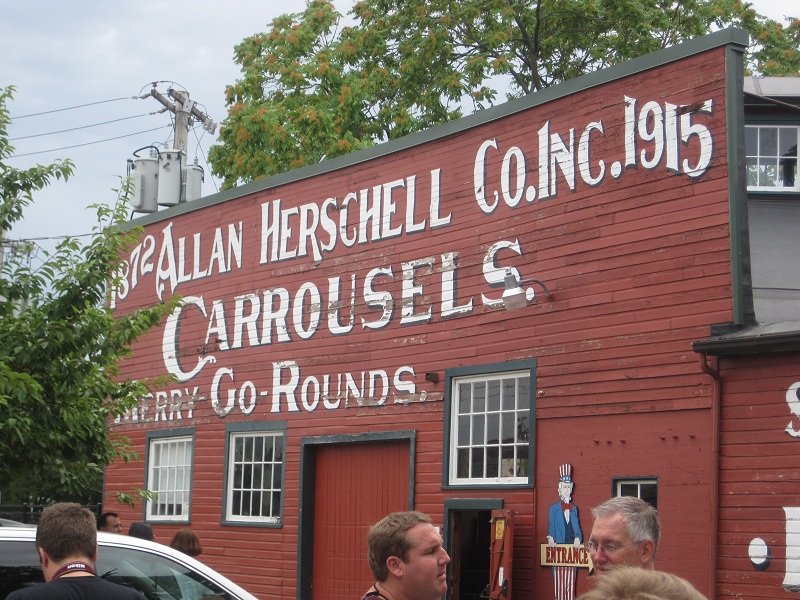 1872 ALLAN HERSCHELL CO. INC. 1915
CARROUSELS.
MERRY-GO-ROUNDS.
ENTRANCE